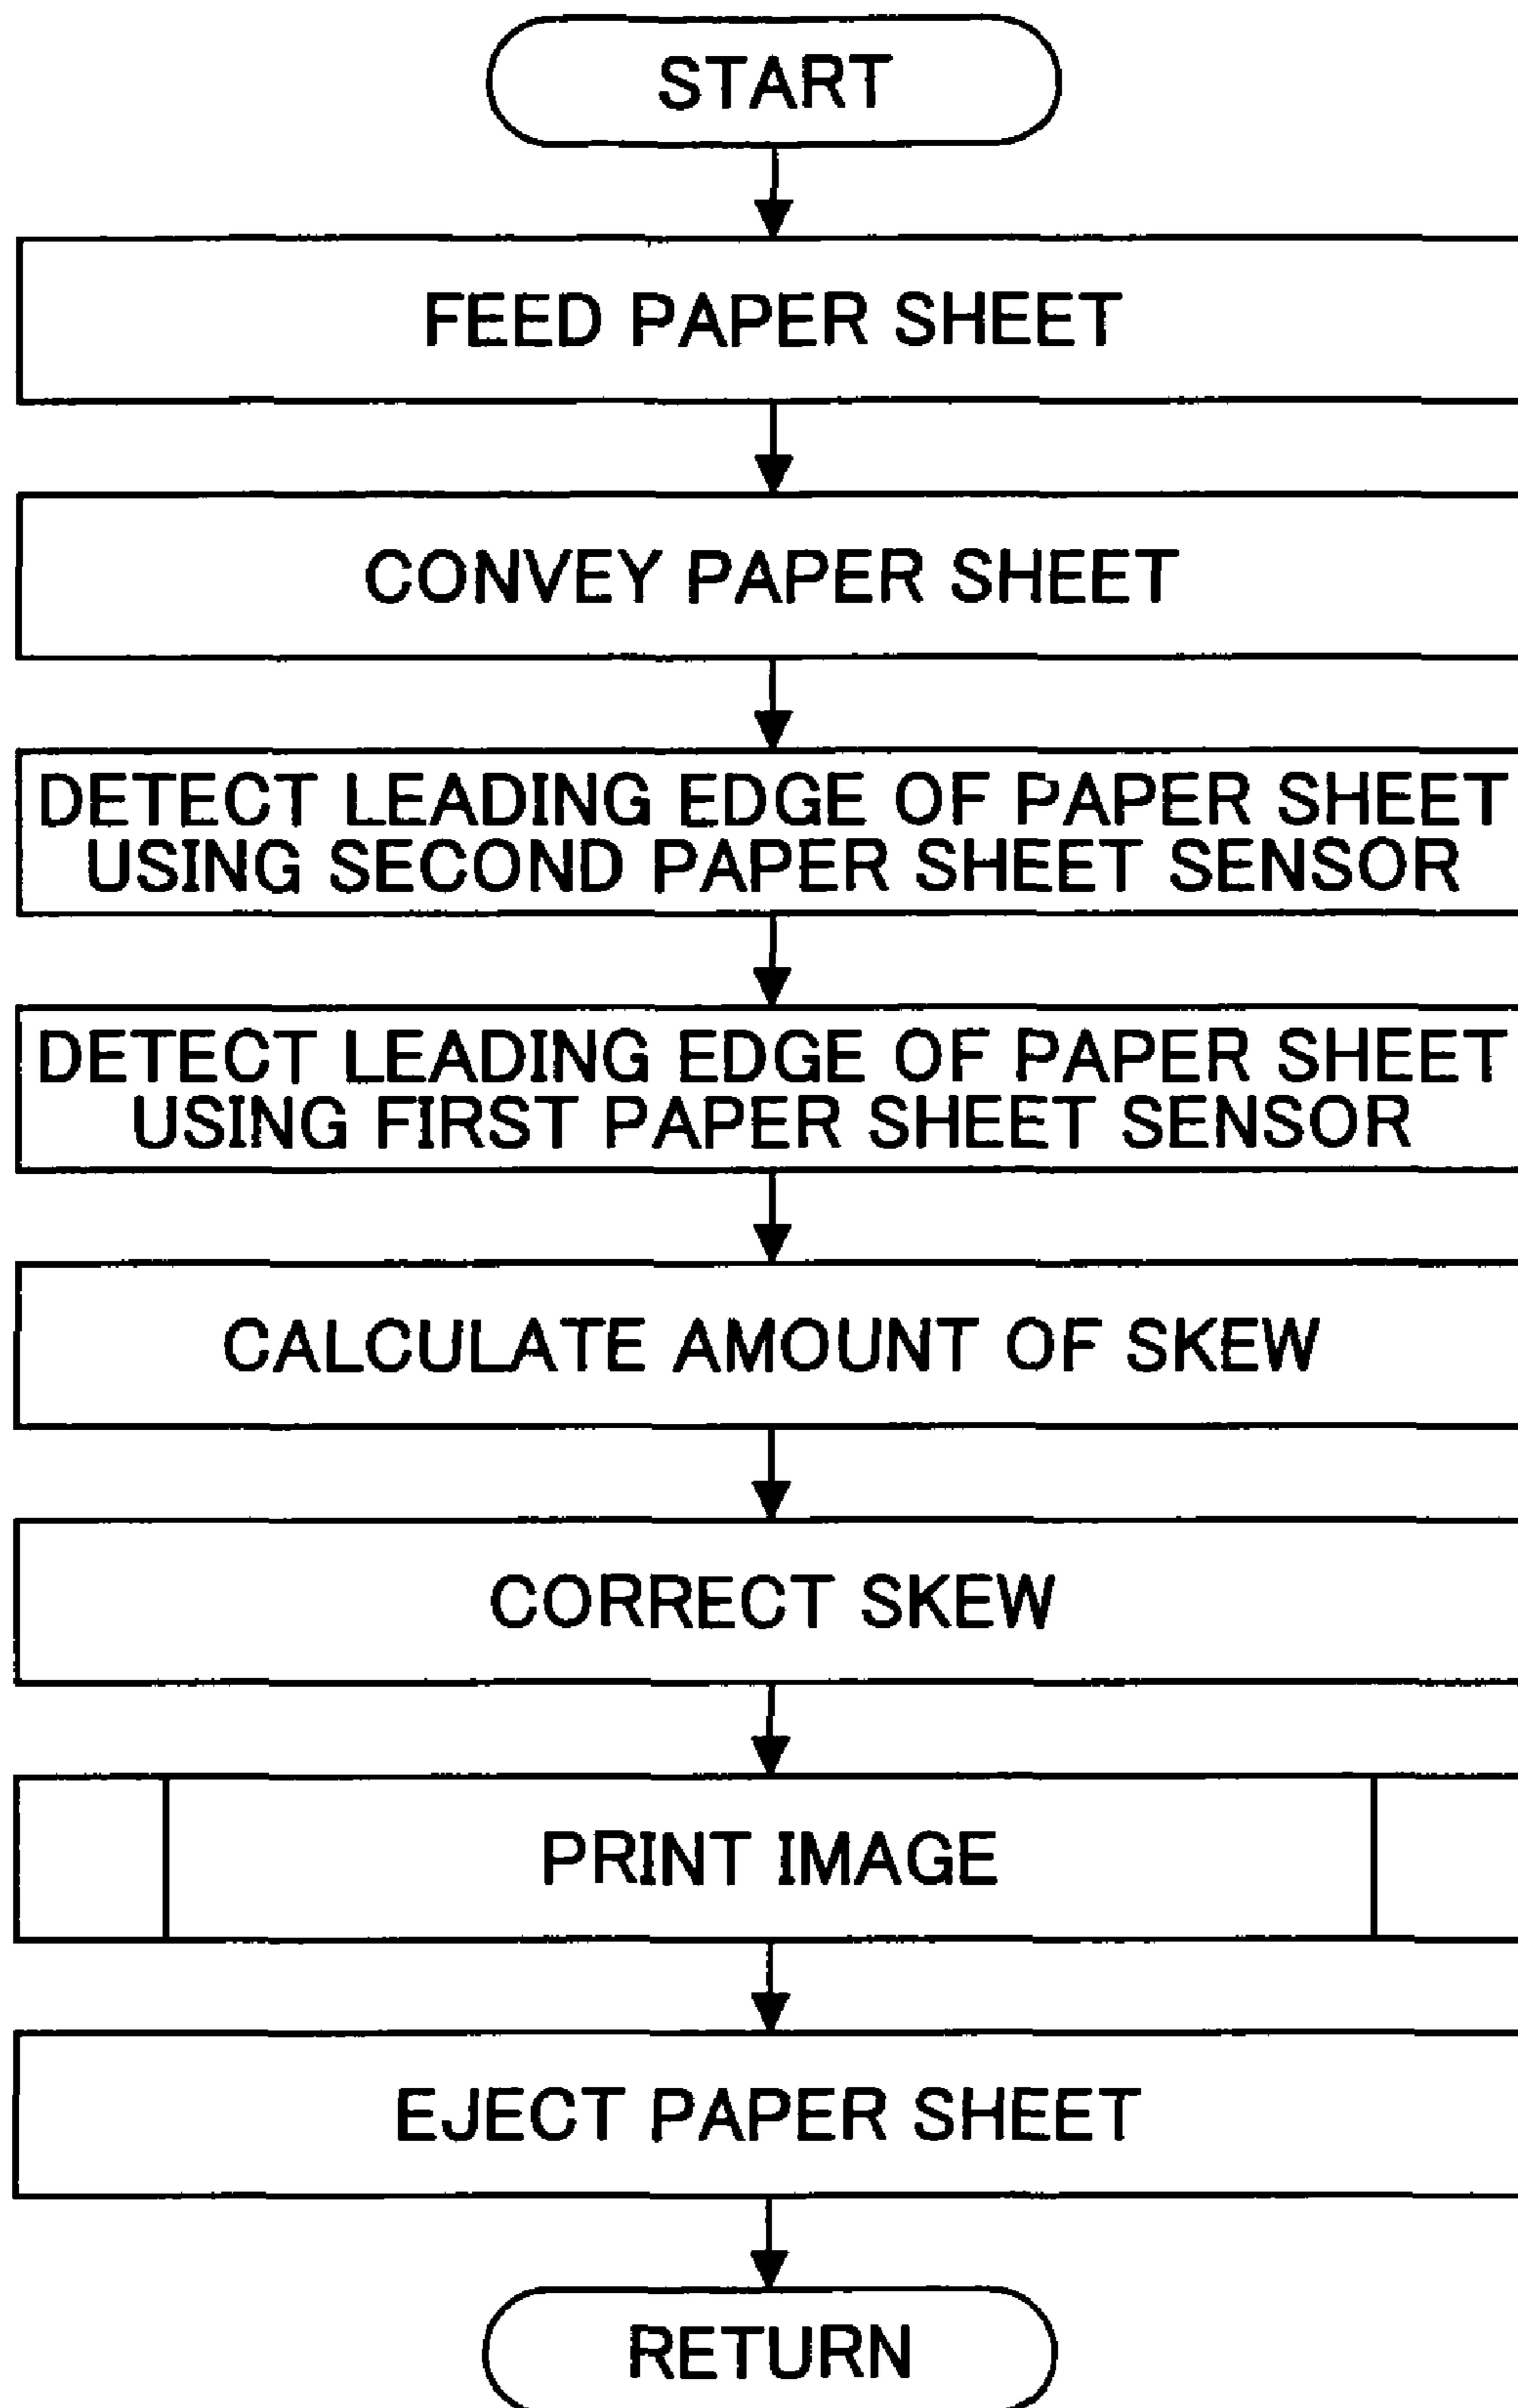 START
FEED PAPER SHEET
CONVEY PAPER SHEET
DETECT LEADING EDGE OF PAPER SHEET
USING SECOND PAPER SHEET SENSOR
DETECT LEADING EDGE OF PAPER SHEET
USING FIRST PAPER SHEET SENSOR
CALCULATE AMOUNT OF SKEW
CORRECT SKEW
PRINT IMAGE
EJECT PAPER SHEET
RETURN